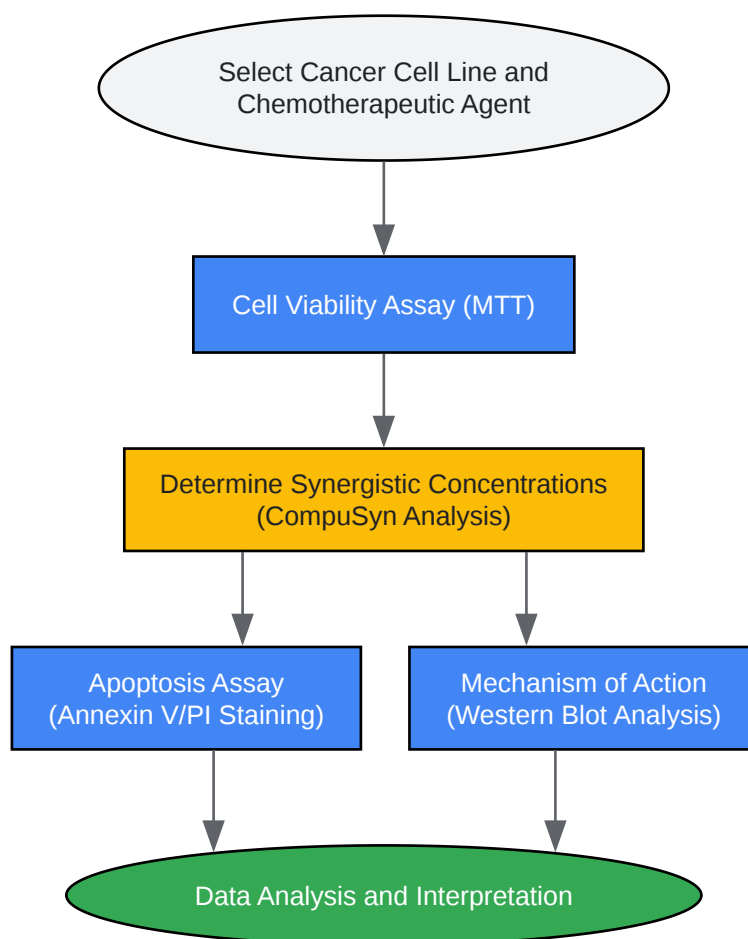 Select Cancer Cell Line and
Chemotherapeutic Agent
Cell Viability Assay (MTT)
Determine Synergistic Concentrations
(CompuSyn Analysis)
Apoptosis Assay
(Annexin V/PI Staining)
Mechanism of Action
(Western Blot Analysis)
Data Analysis and Interpretation